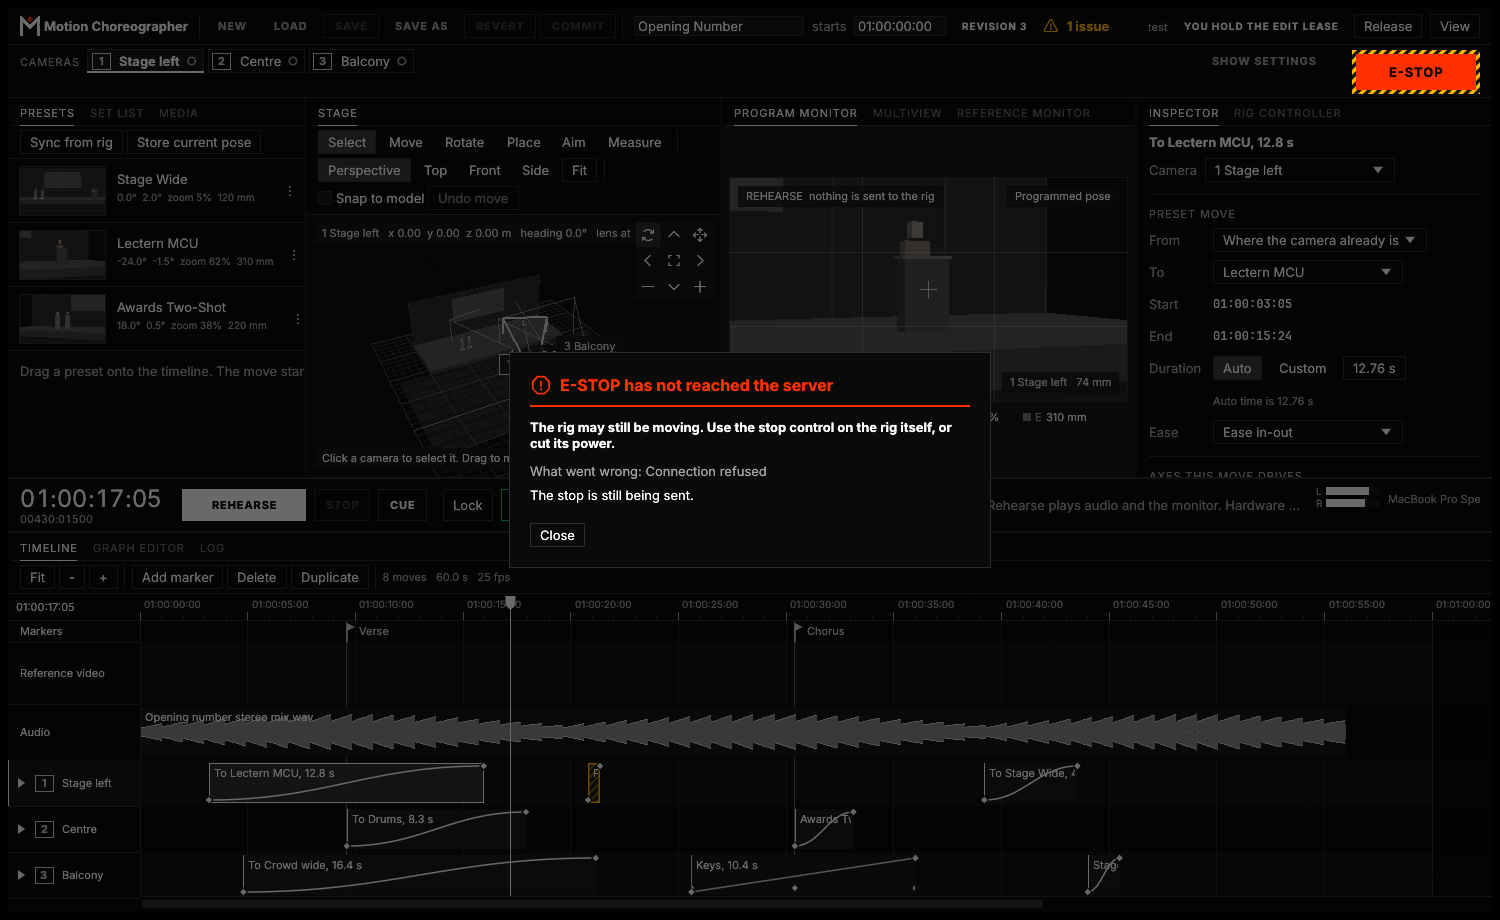 Motion Choreographer
NEW
LOAD
SAVE
SAVE AS
REVERT
COMMIT
Opening Number
starts
01:00:00:00
REVISION 3
1 issue
test
YOU HOLD THE EDIT LEASE
Release
View
CAMERAS
1 Stage left
2 Centre
3 Balcony
SHOW SETTINGS
E-STOP
PRESETS
SET LIST
MEDIA
Sync from rig
Store current pose
Stage Wide
0.0° 2.0° zoom 5% 120 mm
Lectern MCU
-24.0° -1.5° zoom 62% 310 mm
Awards Two-Shot
18.0° 0.5° zoom 38% 220 mm
Drag a preset onto the timeline. The move star
STAGE
Select
Move
Rotate
Place
Aim
Measure
Perspective
Top
Front
Side
Fit
Snap to model
Undo move
1 Stage left x 0.00 y 0.00 z 0.00 m heading 0.0° lens at
3 Balcony
Click a camera to select it. Drag to m
PROGRAM MONITOR
MULTIVIEW
REFERENCE MONITOR
REHEARSE nothing is sent to the rig
Programmed pose
1 Stage left 74 mm
% E 310 mm
INSPECTOR
RIG CONTROLLER
To Lectern MCU, 12.8 s
Camera
1 Stage left
PRESET MOVE
From
Where the camera already is
To
Lectern MCU
Start
01:00:03:05
End
01:00:15:24
Duration
Auto
Custom
12.76 s
Auto time is 12.76 s
Ease
Ease in-out
AXES THIS MOVE DRIVES
E-STOP has not reached the server
The rig may still be moving. Use the stop control on the rig itself, or
cut its power.
What went wrong: Connection refused
The stop is still being sent.
Close
01:00:17:05
00430:01500
REHEARSE
STOP
CUE
Lock
Rehearse plays audio and the monitor. Hardware ...
L
R
MacBook Pro Spe
TIMELINE
GRAPH EDITOR
LOG
Fit
-
+
Add marker
Delete
Duplicate
8 moves 60.0 s 25 fps
01:00:17:05
01:00:00:00
01:00:05:00
01:00:10:00
01:00:15:00
01:00:20:00
01:00:25:00
01:00:30:00
01:00:35:00
01:00:40:00
01:00:45:00
01:00:50:00
01:00:55:00
01:01:00:00
Markers
Verse
Chorus
Reference video
Audio
Opening number stereo mix.wav
1 Stage left
To Lectern MCU, 12.8 s
To Stage Wide, 4
2 Centre
To Drums, 8.3 s
Awards Tw
3 Balcony
To Crowd wide, 16.4 s
Keys, 10.4 s
Stag